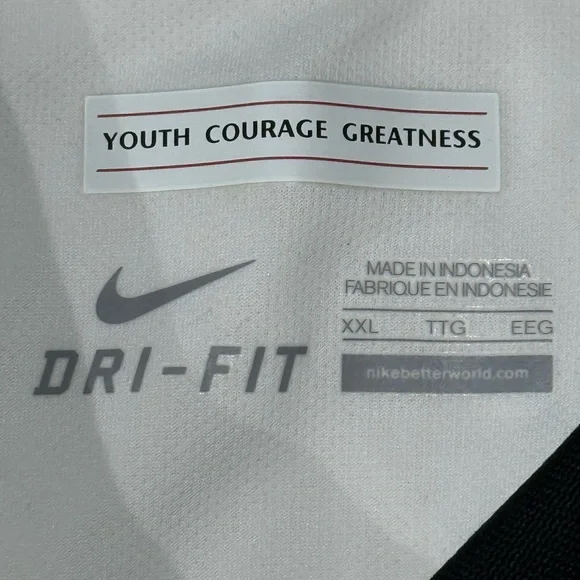 YOUTH COURAGE GREATNESS
MADE IN INDONESIA
FABRIQUE EN INDONESIE
XXL TTG EEG
nikebetterworld.com
DRI-FIT